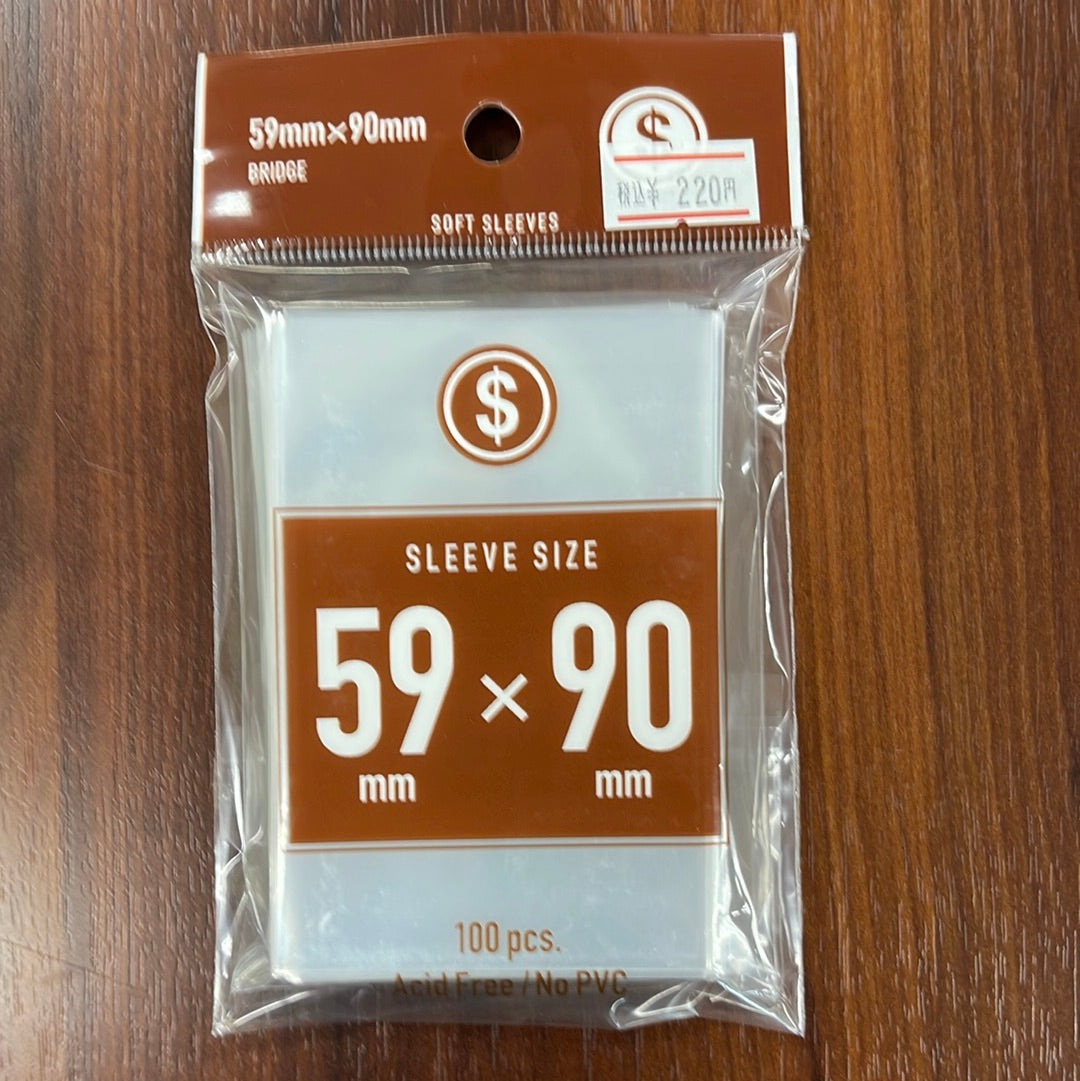 59mm×90mm
BRIDGE
SOFT SLEEVES
$
税込¥ 220円
$
SLEEVE SIZE
59 × 90
mm mm
100 pcs.
Acid Free / No PVC